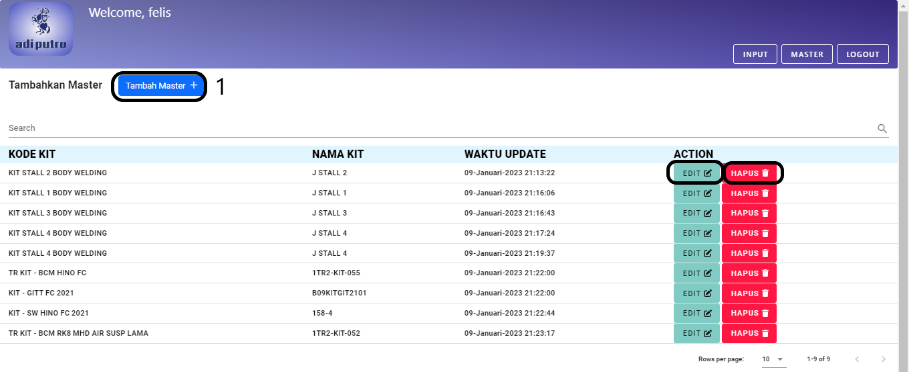 Welcome, felis
adiputro
INPUT MASTER LOGOUT
Tambahkan Master Tambah Master + 1
Search
KODE KIT NAMA KIT WAKTU UPDATE ACTION
KIT STALL 2 BODY WELDING J STALL 2 09-Januari-2023 21:13:22 EDIT HAPUS
KIT STALL 1 BODY WELDING J STALL 1 09-Januari-2023 21:16:06 EDIT HAPUS
KIT STALL 3 BODY WELDING J STALL 3 09-Januari-2023 21:16:43 EDIT HAPUS
KIT STALL 4 BODY WELDING J STALL 4 09-Januari-2023 21:17:24 EDIT HAPUS
KIT STALL 4 BODY WELDING J STALL 4 09-Januari-2023 21:19:37 EDIT HAPUS
TR KIT - BCM HINO FC 1TR2-KIT-055 09-Januari-2023 21:22:00 EDIT HAPUS
KIT - GITT FC 2021 B09KITGIT2101 09-Januari-2023 21:22:00 EDIT HAPUS
KIT - SW HINO FC 2021 158-4 09-Januari-2023 21:22:44 EDIT HAPUS
TR KIT - BCM RK8 MHD AIR SUSP LAMA 1TR2-KIT-052 09-Januari-2023 21:23:17 EDIT HAPUS
Rows per page: 10 1-9 of 9